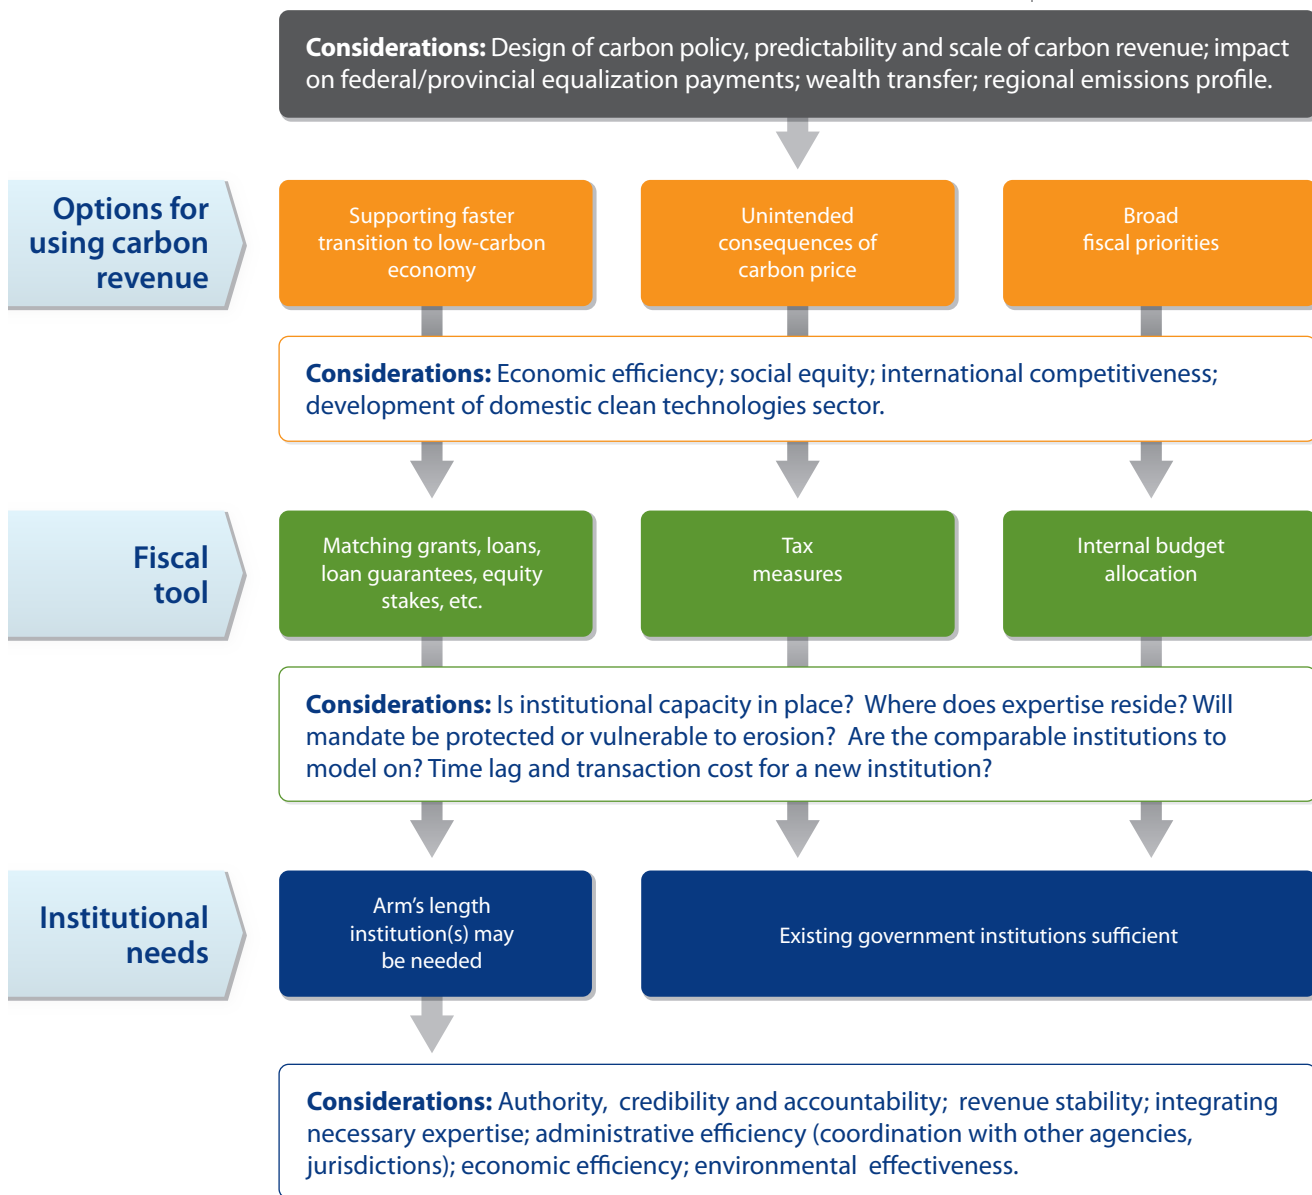 Considerations: Design of carbon policy, predictability and scale of carbon revenue; impact
on federal/provincial equalization payments; wealth transfer; regional emissions profile.
Options for
using carbon
revenue
Supporting faster
transition to low-carbon
economy
Unintended
consequences of
carbon price
Broad
fiscal priorities
Considerations: Economic efficiency; social equity; international competitiveness;
development of domestic clean technologies sector.
Fiscal
tool
Matching grants, loans,
loan guarantees, equity
stakes, etc.
Tax
measures
Internal budget
allocation
Considerations: Is institutional capacity in place? Where does expertise reside? Will
mandate be protected or vulnerable to erosion? Are the comparable institutions to
model on? Time lag and transaction cost for a new institution?
Institutional
needs
Arm's length
institution(s) may
be needed
Existing government institutions sufficient
Considerations: Authority, credibility and accountability; revenue stability; integrating
necessary expertise; administrative efficiency (coordination with other agencies,
jurisdictions); economic efficiency; environmental effectiveness.